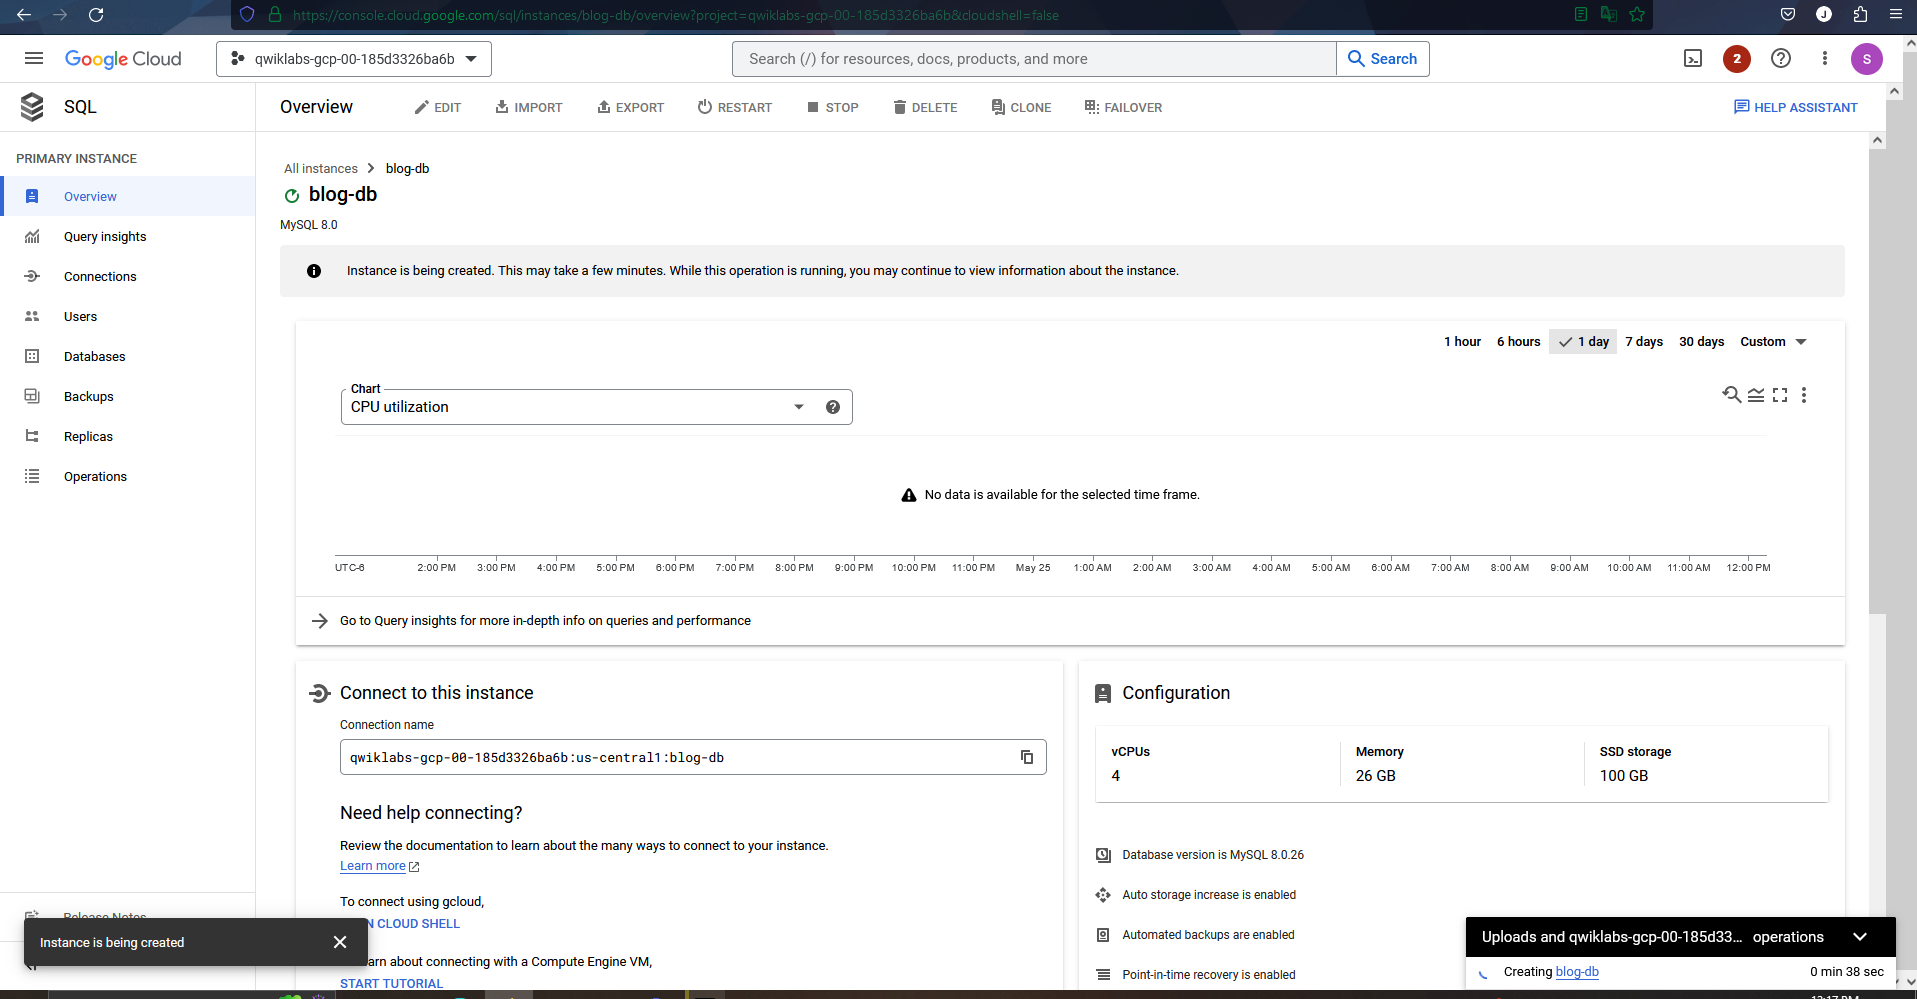 https://console.cloud.google.com/sql/instances/blog-db/overview?project=qwiklabs-gcp-00-185d3326ba6b&cloudshell=false
J
Google Cloud
qwiklabs-gcp-00-185d3326ba6b
Search (/) for resources, docs, products, and more
Search
2
S
SQL
Overview
EDIT
IMPORT
EXPORT
RESTART
STOP
DELETE
CLONE
FAILOVER
HELP ASSISTANT
PRIMARY INSTANCE
Overview
Query insights
Connections
Users
Databases
Backups
Replicas
Operations
Release Notes
All instances
blog-db
blog-db
MySQL 8.0
Instance is being created. This may take a few minutes. While this operation is running, you may continue to view information about the instance.
1 hour
6 hours
1 day
7 days
30 days
Custom
Chart
CPU utilization
No data is available for the selected time frame.
UTC-6 2:00 PM 3:00 PM 4:00 PM 5:00 PM 6:00 PM 7:00 PM 8:00 PM 9:00 PM 10:00 PM 11:00 PM May 25 1:00 AM 2:00 AM 3:00 AM 4:00 AM 5:00 AM 6:00 AM 7:00 AM 8:00 AM 9:00 AM 10:00 AM 11:00 AM 12:00 PM
Go to Query insights for more in-depth info on queries and performance
Connect to this instance
Connection name
qwiklabs-gcp-00-185d3326ba6b:us-central1:blog-db
Need help connecting?
Review the documentation to learn about the many ways to connect to your instance.
Learn more
To connect using gcloud,
N CLOUD SHELL
arn about connecting with a Compute Engine VM,
START TUTORIAL
Configuration
vCPUs
4
Memory
26 GB
SSD storage
100 GB
Database version is MySQL 8.0.26
Auto storage increase is enabled
Automated backups are enabled
Point-in-time recovery is enabled
Instance is being created
Uploads and qwiklabs-gcp-00-185d33... operations
Creating blog-db
0 min 38 sec